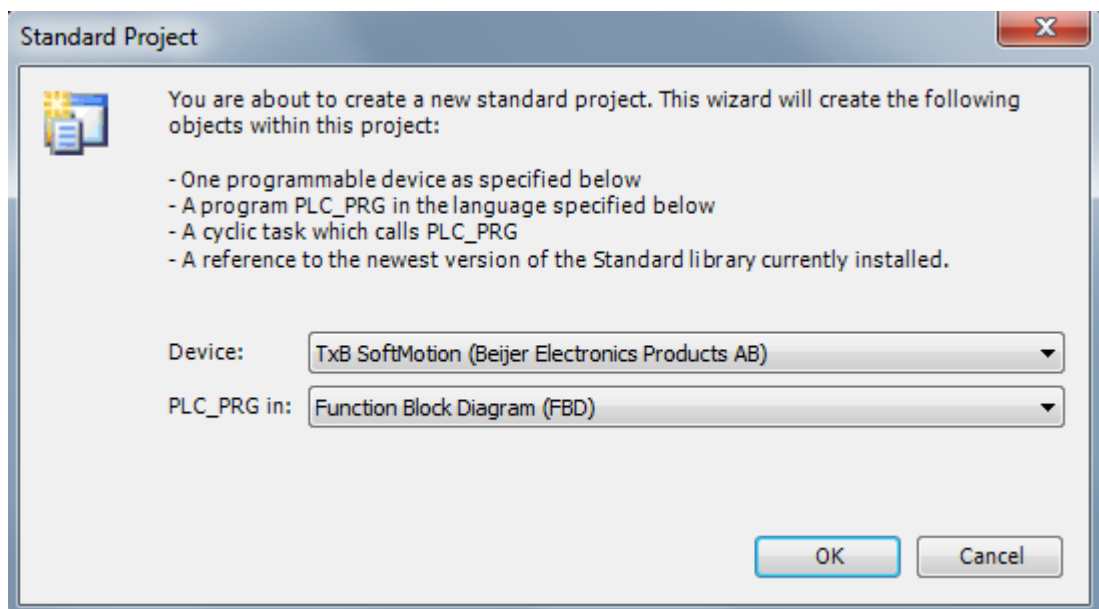 Standard Project
You are about to create a new standard project. This wizard will create the following
objects within this project:
- One programmable device as specified below
- A program PLC_PRG in the language specified below
- A cyclic task which calls PLC_PRG
- A reference to the newest version of the Standard library currently installed.
Device: TxB SoftMotion (Beijer Electronics Products AB)
PLC_PRG in: Function Block Diagram (FBD)
OK Cancel